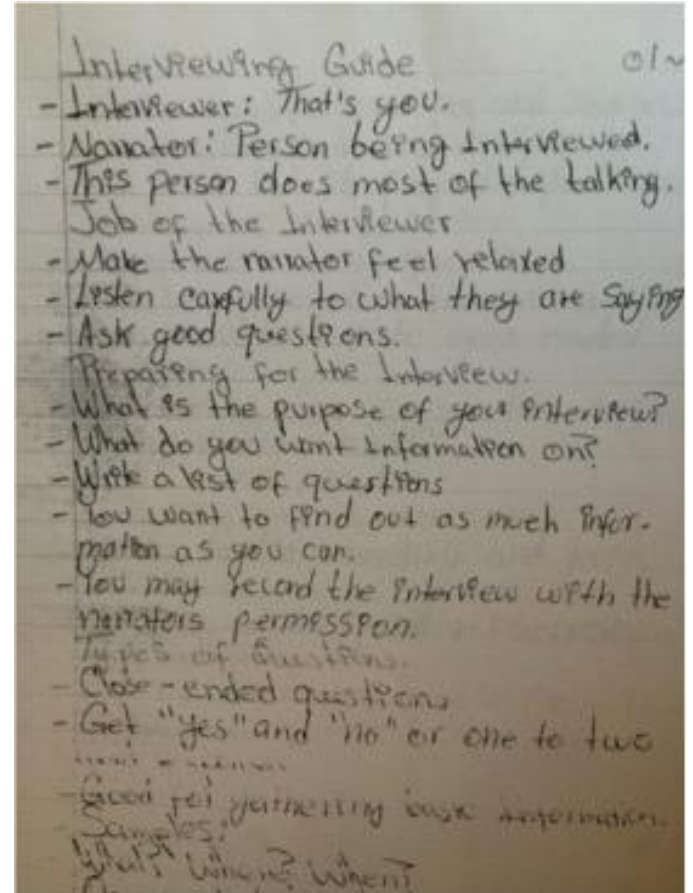 Interviewing Guide
- Interviewer: That's you.
- Narrator: Person being Interviewed.
- This person does most of the talking.
Job of the Interviewer
- Make the narrator feel relaxed
- Listen carefully to what they are saying
- Ask good questions.
Preparing for the Interview.
- What is the purpose of your interview?
- What do you want information on?
- Write a list of questions
- You want to find out as much infor-
mation as you can.
- You may record the interview with the
narrators permission.
Types of Questions.
- Close-ended questions
- Get "yes" and "no" or one to two
- Good for gathering basic information.
- Samples:
What? When?